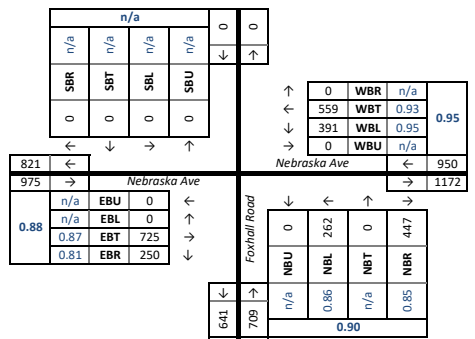 n/a
0 0
n/a n/a n/a n/a
↓ ↑
SBR SBT SBL SBU
0 0 0 0
← ↓ → ↑
↑ 0 WBR n/a
← 559 WBT 0.93
↓ 391 WBL 0.95
→ 0 WBU n/a
0.95
821 ← Nebraska Ave ← 950
975 → Nebraska Ave → 1172
n/a EBU 0 ←
n/a EBL 0 ↑
0.87 EBT 725 →
0.81 EBR 250 ↓
0.88
Foxhall Road
↓ ← ↑ →
0 262 0 447
NBU NBL NBT NBR
n/a 0.86 n/a 0.85
↓ ↑
641 709
0.90